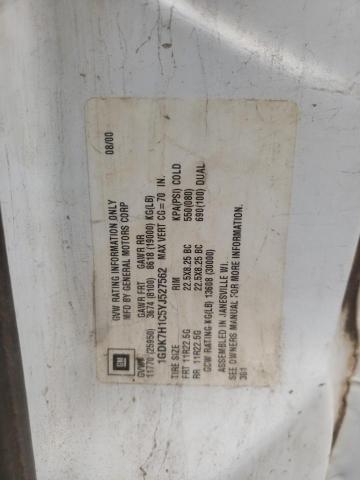 GVW RATING INFORMATION ONLY 08/00
MFD BY GENERAL MOTORS CORP
GM
GVWR GAWR FRT GAWR RR
11770 (25950) 3674 (8100) 8618 (19000) KG(LB)
1GDK7H1C5YJ527562 MAX VERT CG=70 IN.
TIRE SIZE RIM KPA(PSI) COLD
FRT 11R22.5G 22.5X8.25 BC 550(080)
RR 11R22.5G 22.5X8.25 BC 690(100) DUAL
GCW RATING KG(LB) 13608 (30000)
ASSEMBLED IN JANESVILLE WI.
SEE OWNERS MANUAL FOR MORE INFORMATION.
361